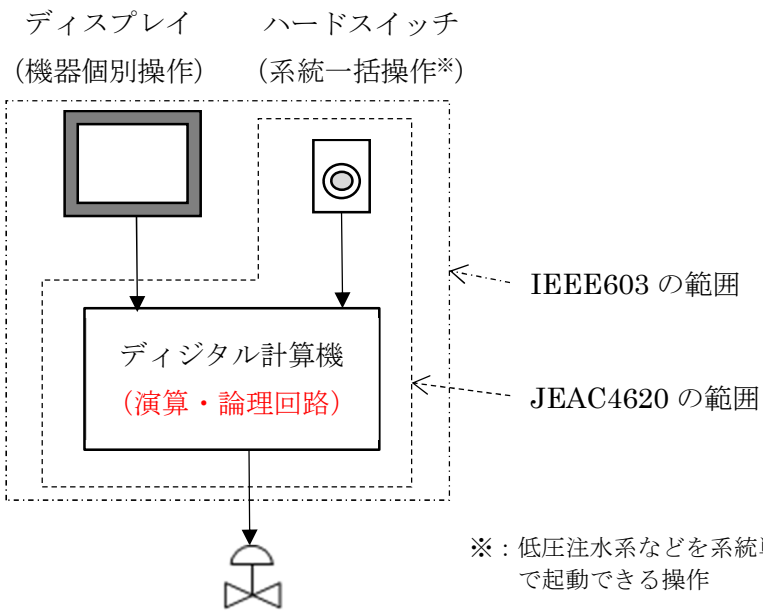 ディスプレイ
(機器個別操作)
ハードスイッチ
(系統一括操作※)
IEEE603 の範囲
ディジタル計算機
(演算・論理回路)
JEAC4620 の範囲
※：低圧注水系などを系統
で起動できる操作